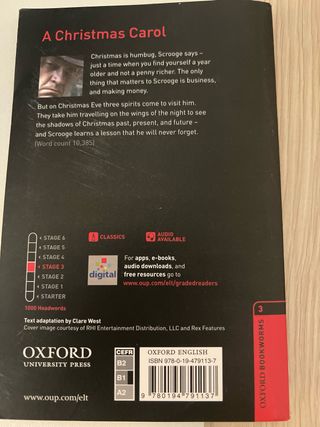 A Christmas Carol
Christmas is humbug, Scrooge says –
just a time when you find yourself a year
older and not a penny richer. The only
thing that matters to Scrooge is business,
and making money.
But on Christmas Eve three spirits come to visit him.
They take him travelling on the wings of the night to see
the shadows of Christmas past, present, and future –
and Scrooge learns a lesson that he will never forget.
(Word count 10,385)
< STAGE 6
< STAGE 5
< STAGE 4
< STAGE 3
< STAGE 2
< STAGE 1
< STARTER
1000 Headwords
CLASSICS
AUDIO
AVAILABLE
digital
For apps, e-books,
audio downloads, and
free resources go to
www.oup.com/elt/gradedreaders
Text adaptation by Clare West
Cover image courtesy of RHI Entertainment Distribution, LLC and Rex Features
OXFORD
UNIVERSITY PRESS
www.oup.com/elt
CEFR
B2
B1
A2
OXFORD ENGLISH
ISBN 978-0-19-479113-7
9 780194 791137
3
OXFORD BOOKWORMS